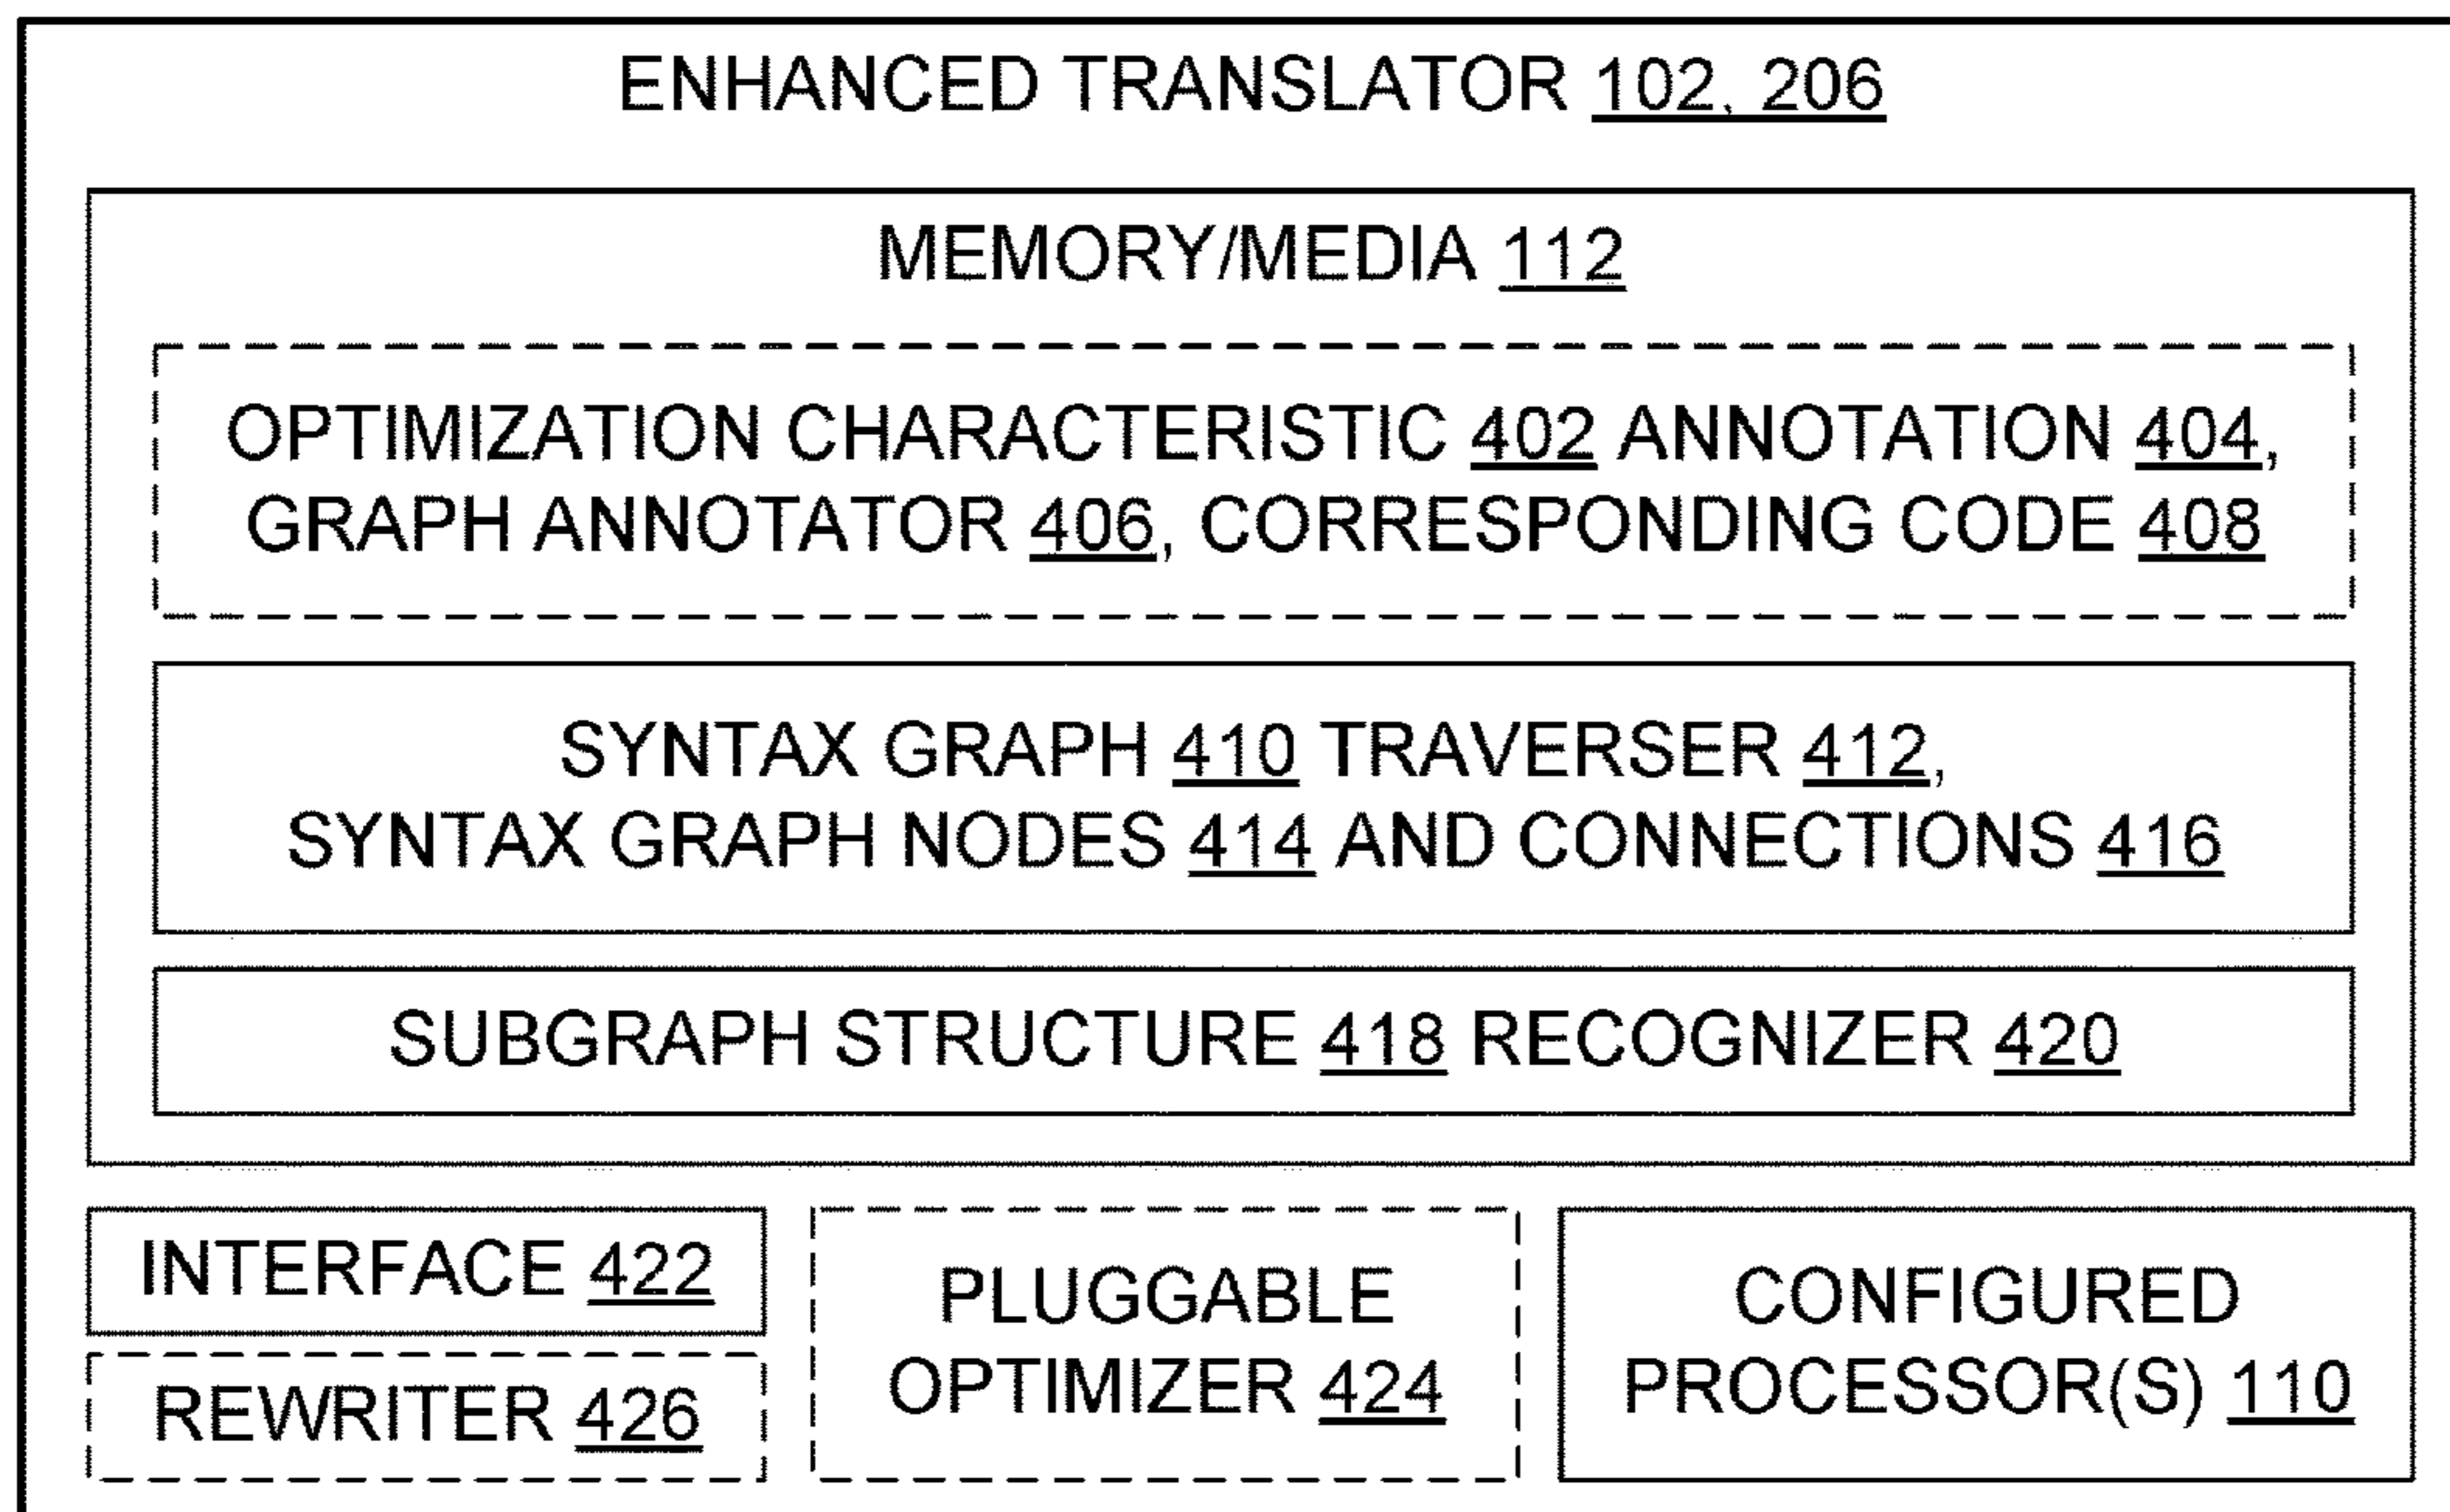 ENHANCED TRANSLATOR 102, 206
MEMORY/MEDIA 112
OPTIMIZATION CHARACTERISTIC 402 ANNOTATION 404,
GRAPH ANNOTATOR 406, CORRESPONDING CODE 408
SYNTAX GRAPH 410 TRAVERSER 412,
SYNTAX GRAPH NODES 414 AND CONNECTIONS 416
SUBGRAPH STRUCTURE 418 RECOGNIZER 420
INTERFACE 422
REWRITER 426
PLUGGABLE
OPTIMIZER 424
CONFIGURED
PROCESSOR(S) 110